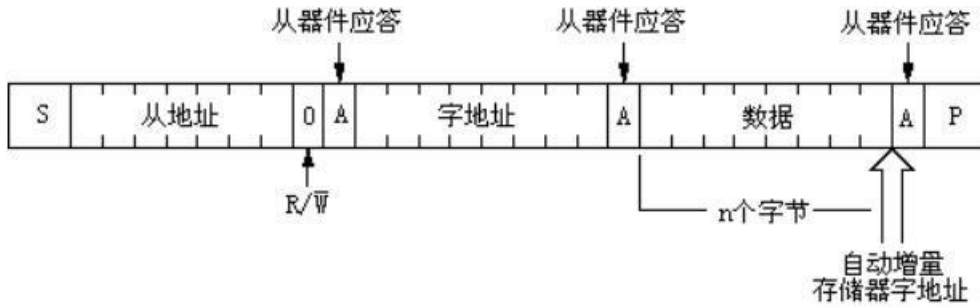 从器件应答 从器件应答 从器件应答
S 从地址 0 A 字地址 A 数据 A P
R/W̅ n个字节
自动增量
存储器字地址